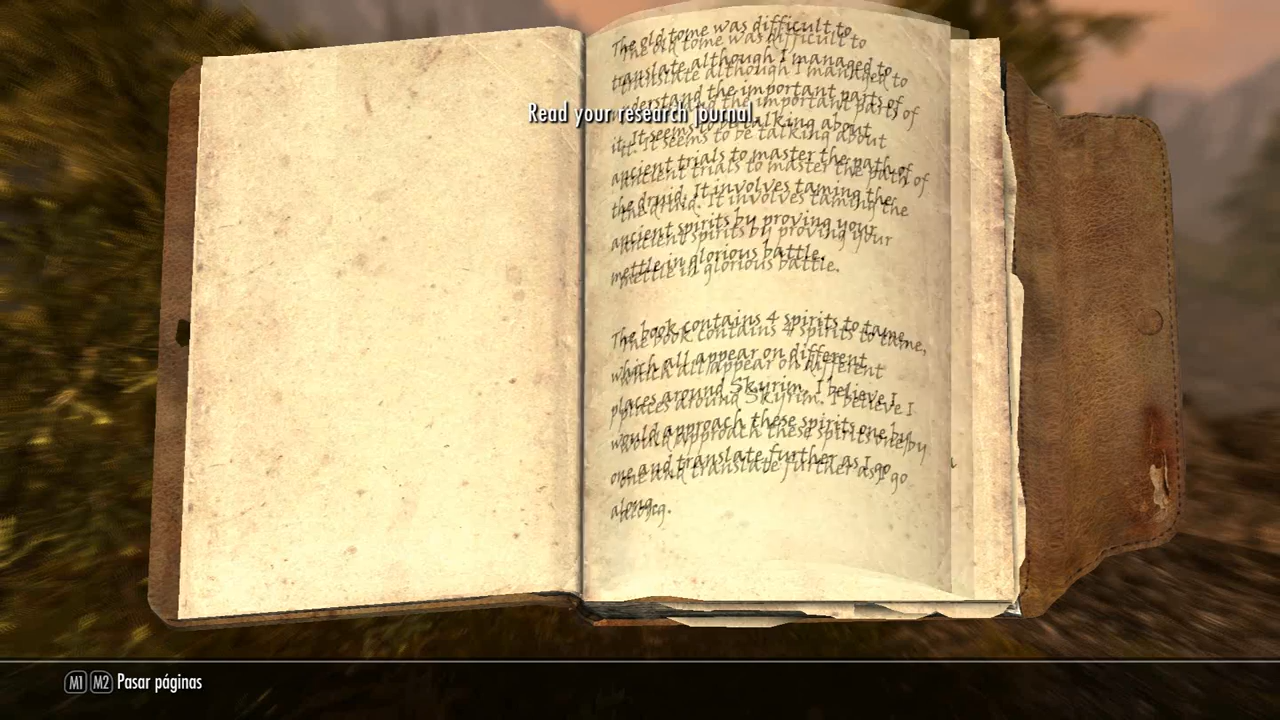 The old tome was difficult to
translate although I managed to
understand the important parts of
it. It seems to be talking about
ancient trials to master the path of
the druid. It involves taming the
ancient spirits by proving your
mettle in glorious battle.
The book contains 4 spirits to tame,
which all appear on different
places around Skyrim. I believe I
would approach these spirits one by
one and translate further as I go
along.
Read your research journal.
M1 M2 Pasar páginas